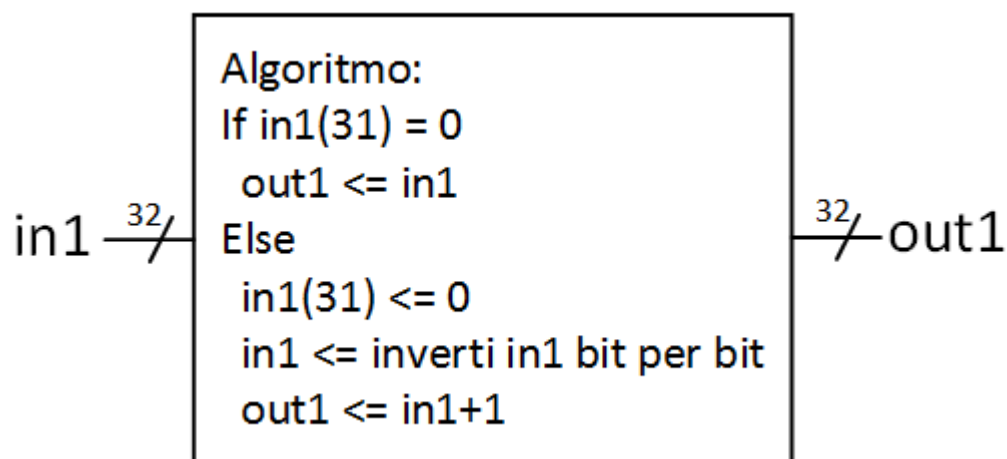 Algoritmo:
If in1(31) = 0
out1 <= in1
in1
32
Else
32
out1
in1(31) <= 0
in1 <= inverti in1 bit per bit
out1 <= in1+1